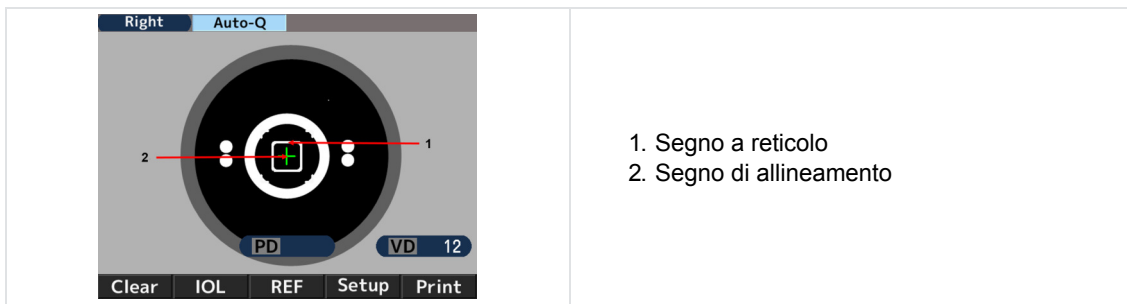 Right Auto-Q
1
2
PD VD 12
Clear IOL REF Setup Print
1. Segno a reticolo
2. Segno di allineamento